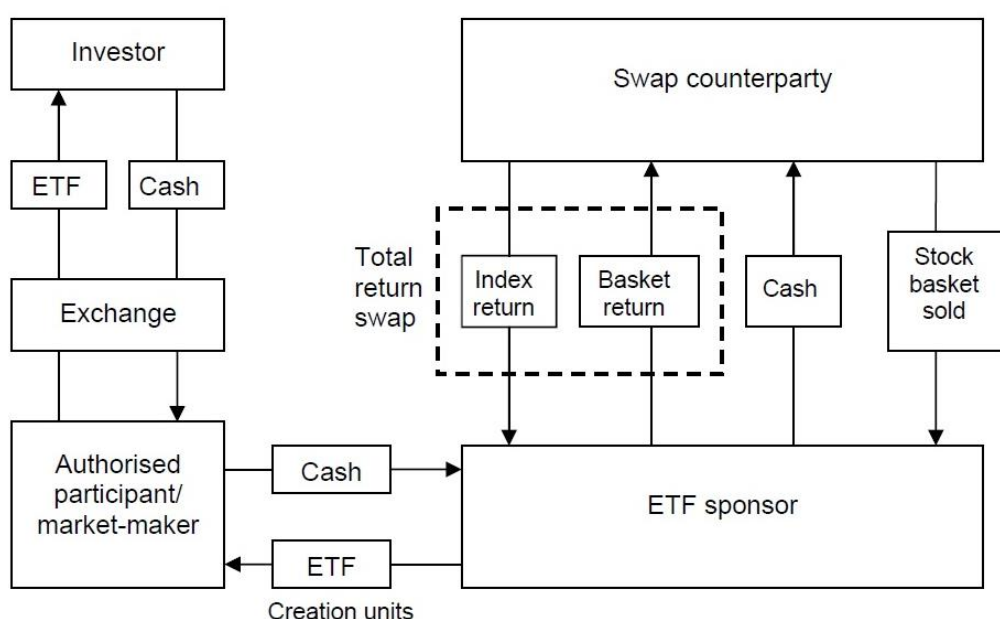 Investor
Swap counterparty
ETF
Cash
Total
return
swap
Index
return
Basket
return
Cash
Stock
basket
sold
Exchange
Authorised
participant/
market-maker
Cash
ETF sponsor
ETF
Creation units